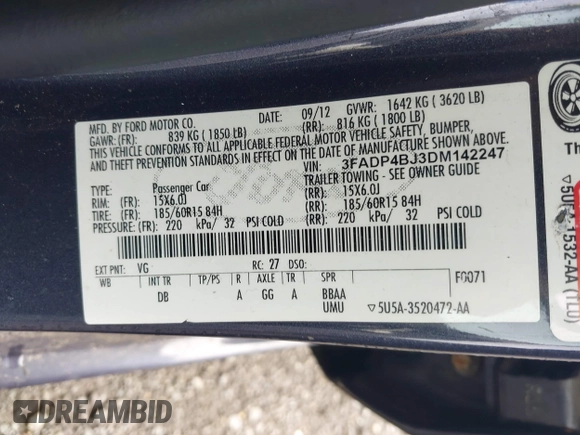 MFD. BY FORD MOTOR CO.
DATE: 09/12 GVWR: 1642 KG ( 3620 LB)
GAWR: (FR): 839 KG ( 1850 LB) (RR): 816 KG ( 1800 LB)
THIS VEHICLE CONFORMS TO ALL APPLICABLE FEDERAL MOTOR VEHICLE SAFETY, BUMPER,
AND THEFT PREVENTION STANDARDS IN EFFECT ON THE DATE OF MANUFACTURE SHOWN ABOVE.
VIN: 3FADP4BJ3DM142247
TYPE: Passenger Car TRAILER TOWING - SEE OWNER GUIDE
RIM: (FR) 15X6.0J (RR): 15X6.0J
TIRE: (FR) 185/60R15 84H (RR): 185/60R15 84H
PRESSURE: (FR): 220 kPa/ 32 PSI COLD (RR): 220 kPa/ 32 PSI COLD
EXT PNT: VG RC: 27 DSO:
WB INT TR TP/PS R AXLE TR SPR F0071
DB A GG A BBAA
UMU
5U5A-3520472-AA
Th
(1LU)
DREAMBID